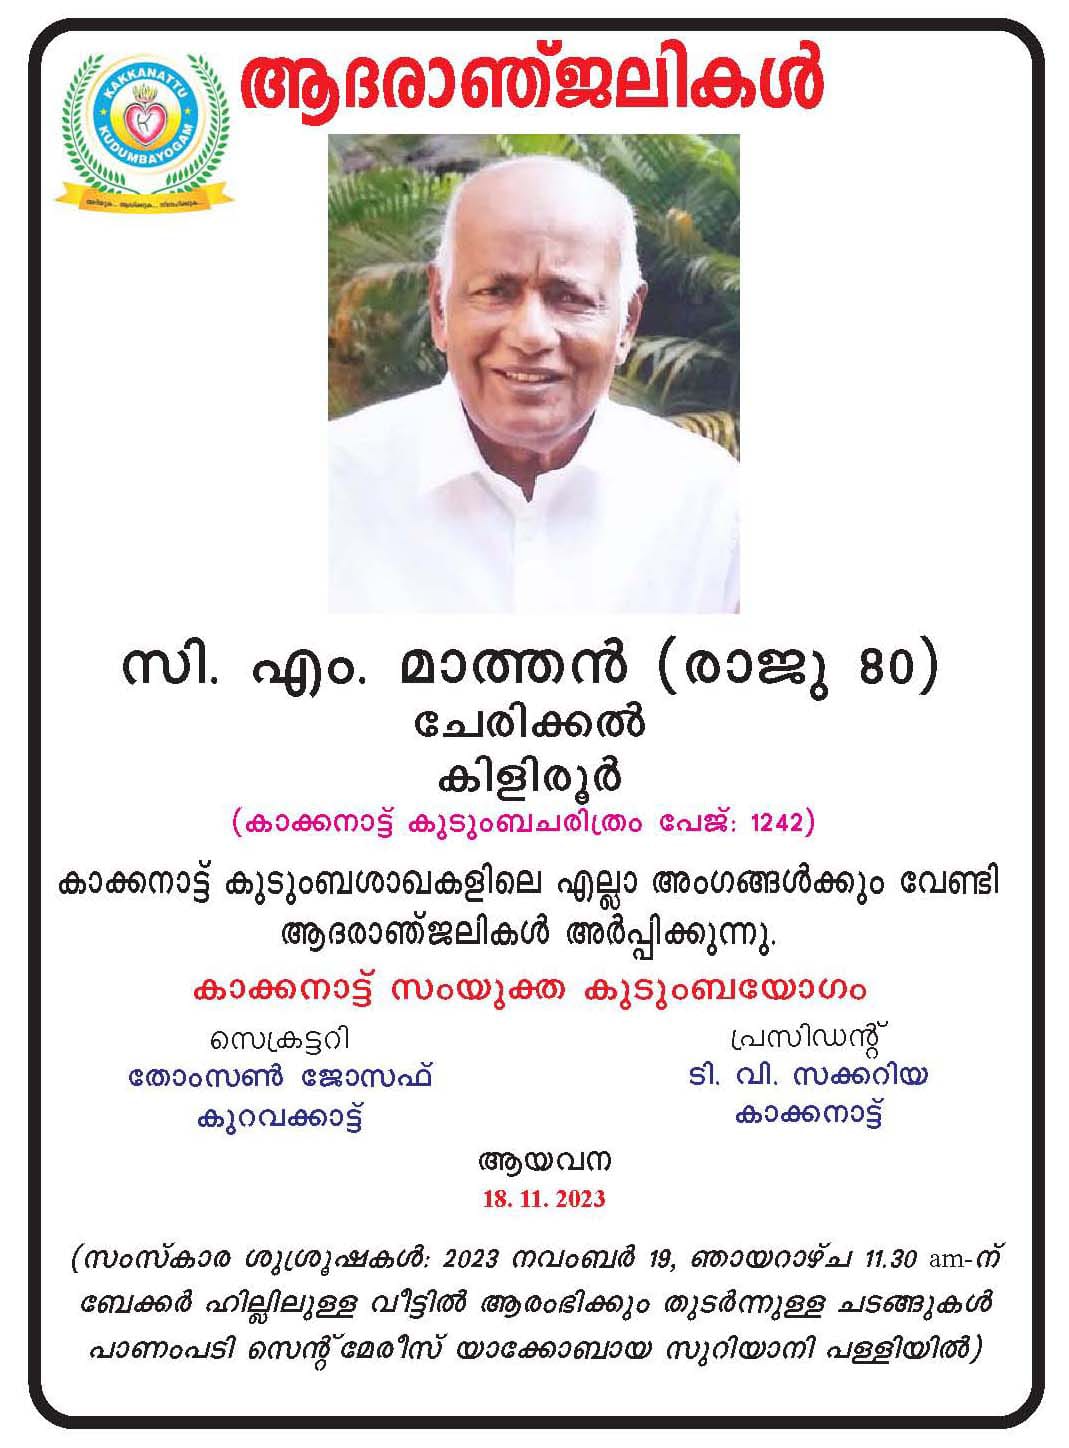 ആദരാഞ്ജലികൾ
KAKKANATTU
KUDUMBAYOGAM
അറിയുക... ആദരിക്കുക... സ്നേഹിക്കുക...
സി. എം. മാത്തൻ (രാജു 80)
ചേരിക്കൽ
കിളിരൂർ
(കാക്കനാട്ട് കുടുംബചരിത്രം പേജ്: 1242)
കാക്കനാട്ട് കുടുംബശാഖകളിലെ എല്ലാ അംഗങ്ങൾക്കും വേണ്ടി
ആദരാഞ്ജലികൾ അർപ്പിക്കുന്നു.
കാക്കനാട്ട് സംയുക്ത കുടുംബയോഗം
സെക്രട്ടറി
തോംസൺ ജോസഫ്
കുറവക്കാട്ട്
പ്രസിഡന്റ്
ടി. വി. സക്കറിയ
കാക്കനാട്ട്
ആയവന
18. 11. 2023
(സംസ്കാര ശുശ്രൂഷകൾ: 2023 നവംബർ 19, ഞായറാഴ്ച 11.30 am-ന്
ബേക്കർ ഹില്ലിലുള്ള വീട്ടിൽ ആരംഭിക്കും തുടർന്നുള്ള ചടങ്ങുകൾ
പാണംപടി സെന്റ് മേരീസ് യാക്കോബായ സുറിയാനി പള്ളിയിൽ)